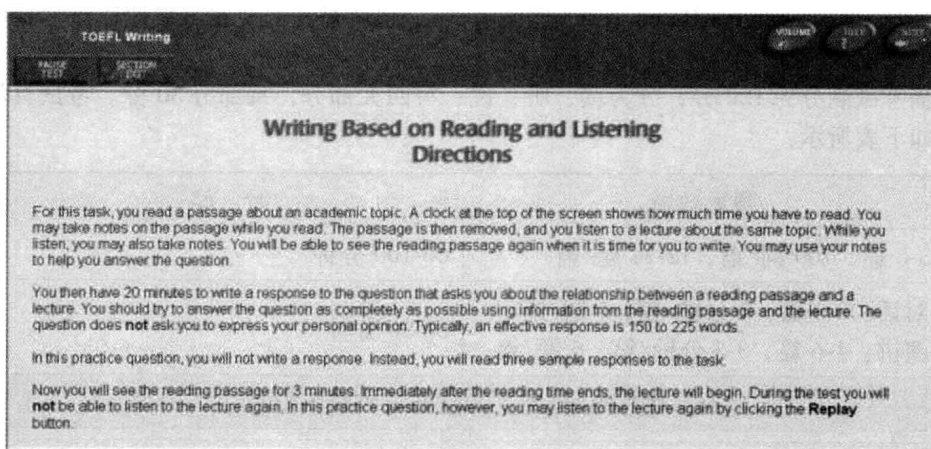 TOEFL Writing
VOLUME
HELP
NEXT
PAUSE
TEST
SECTION
EXIT
Writing Based on Reading and Listening
Directions
For this task, you read a passage about an academic topic. A clock at the top of the screen shows how much time you have to read. You
may take notes on the passage while you read. The passage is then removed, and you listen to a lecture about the same topic. While you
listen, you may also take notes. You will be able to see the reading passage again when it is time for you to write. You may use your notes
to help you answer the question.
You then have 20 minutes to write a response to the question that asks you about the relationship between a reading passage and a
lecture. You should try to answer the question as completely as possible using information from the reading passage and the lecture. The
question does not ask you to express your personal opinion. Typically, an effective response is 150 to 225 words.
In this practice question, you will not write a response. Instead, you will read three sample responses to the task.
Now you will see the reading passage for 3 minutes. Immediately after the reading time ends, the lecture will begin. During the test you will
not be able to listen to the lecture again. In this practice question, however, you may listen to the lecture again by clicking the Replay
button.